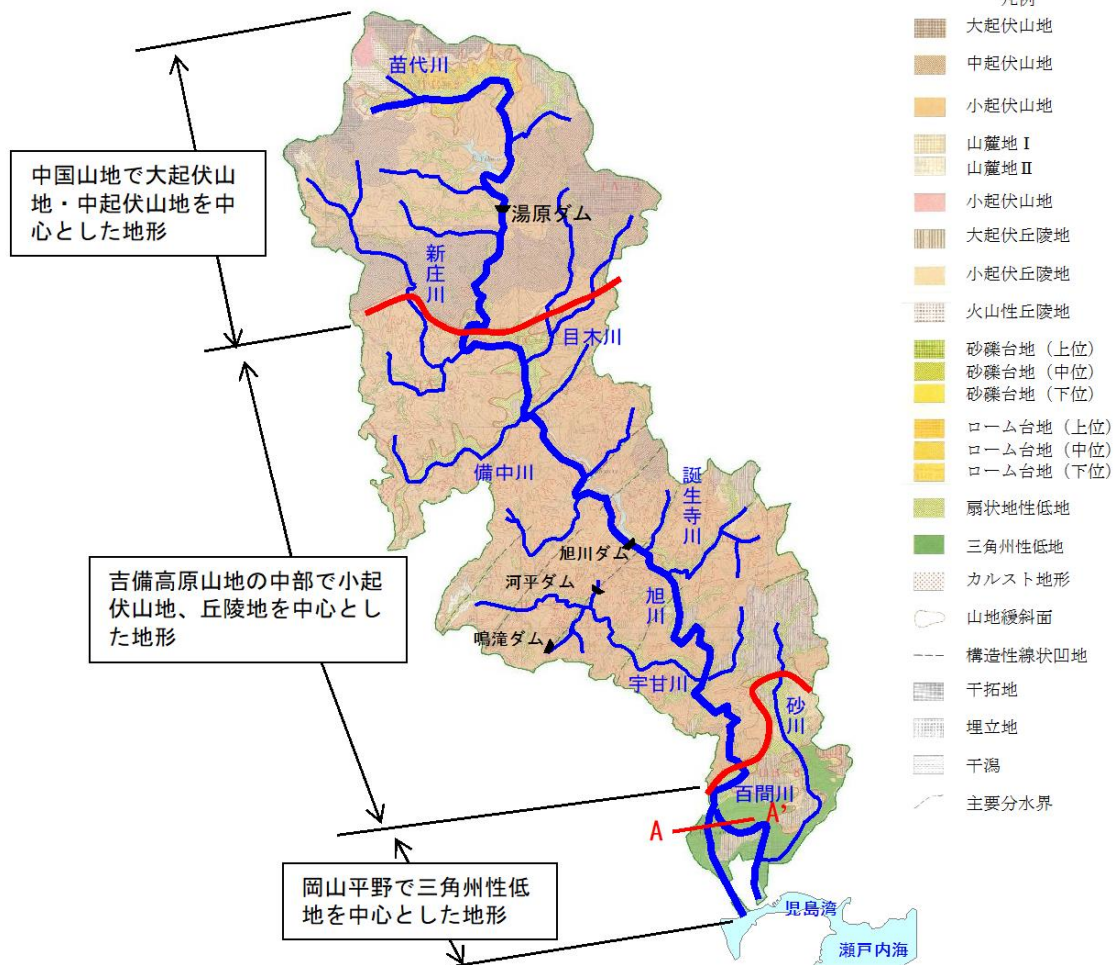 凡例
大起伏山地
中起伏山地
小起伏山地
山麓地Ⅰ
山麓地Ⅱ
小起伏山地
大起伏丘陵地
小起伏丘陵地
火山性丘陵地
砂礫台地（上位）
砂礫台地（中位）
砂礫台地（下位）
ローム台地（上位）
ローム台地（中位）
ローム台地（下位）
扇状地性低地
三角州性低地
カルスト地形
山地緩斜面
構造性線状凹地
干拓地
埋立地
干潟
主要分水界
中国山地で大起伏山
地・中起伏山地を中
心とした地形
吉備高原山地の中部で小起
伏山地、丘陵地を中心とし
た地形
岡山平野で三角州性低
地を中心とした地形
苗代川
湯原ダム
新庄川
目木川
備中川
誕生寺川
旭川ダム
河平ダム
旭川
鳴滝ダム
宇甘川
砂川
百間川
A
A'
児島湾
瀬戸内海